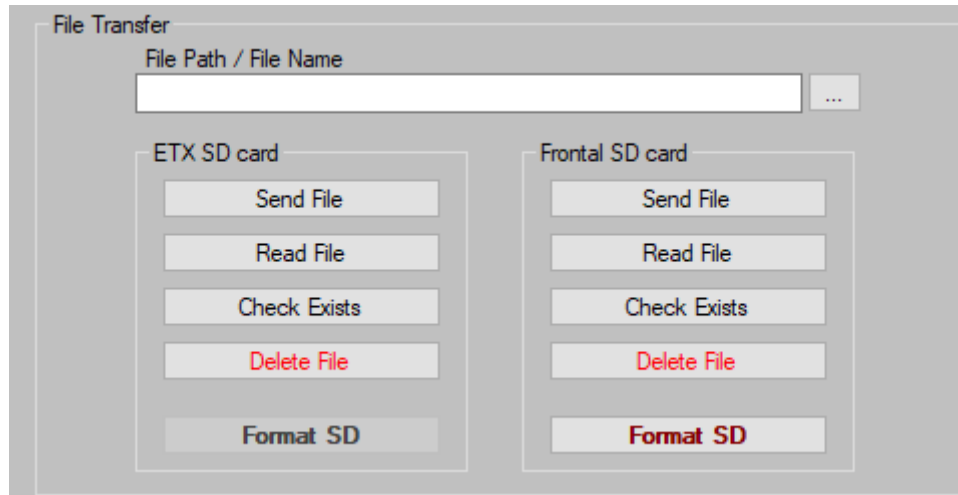 File Transfer
File Path / File Name
...
ETX SD card
Send File
Read File
Check Exists
Delete File
Format SD
Frontal SD card
Send File
Read File
Check Exists
Delete File
Format SD